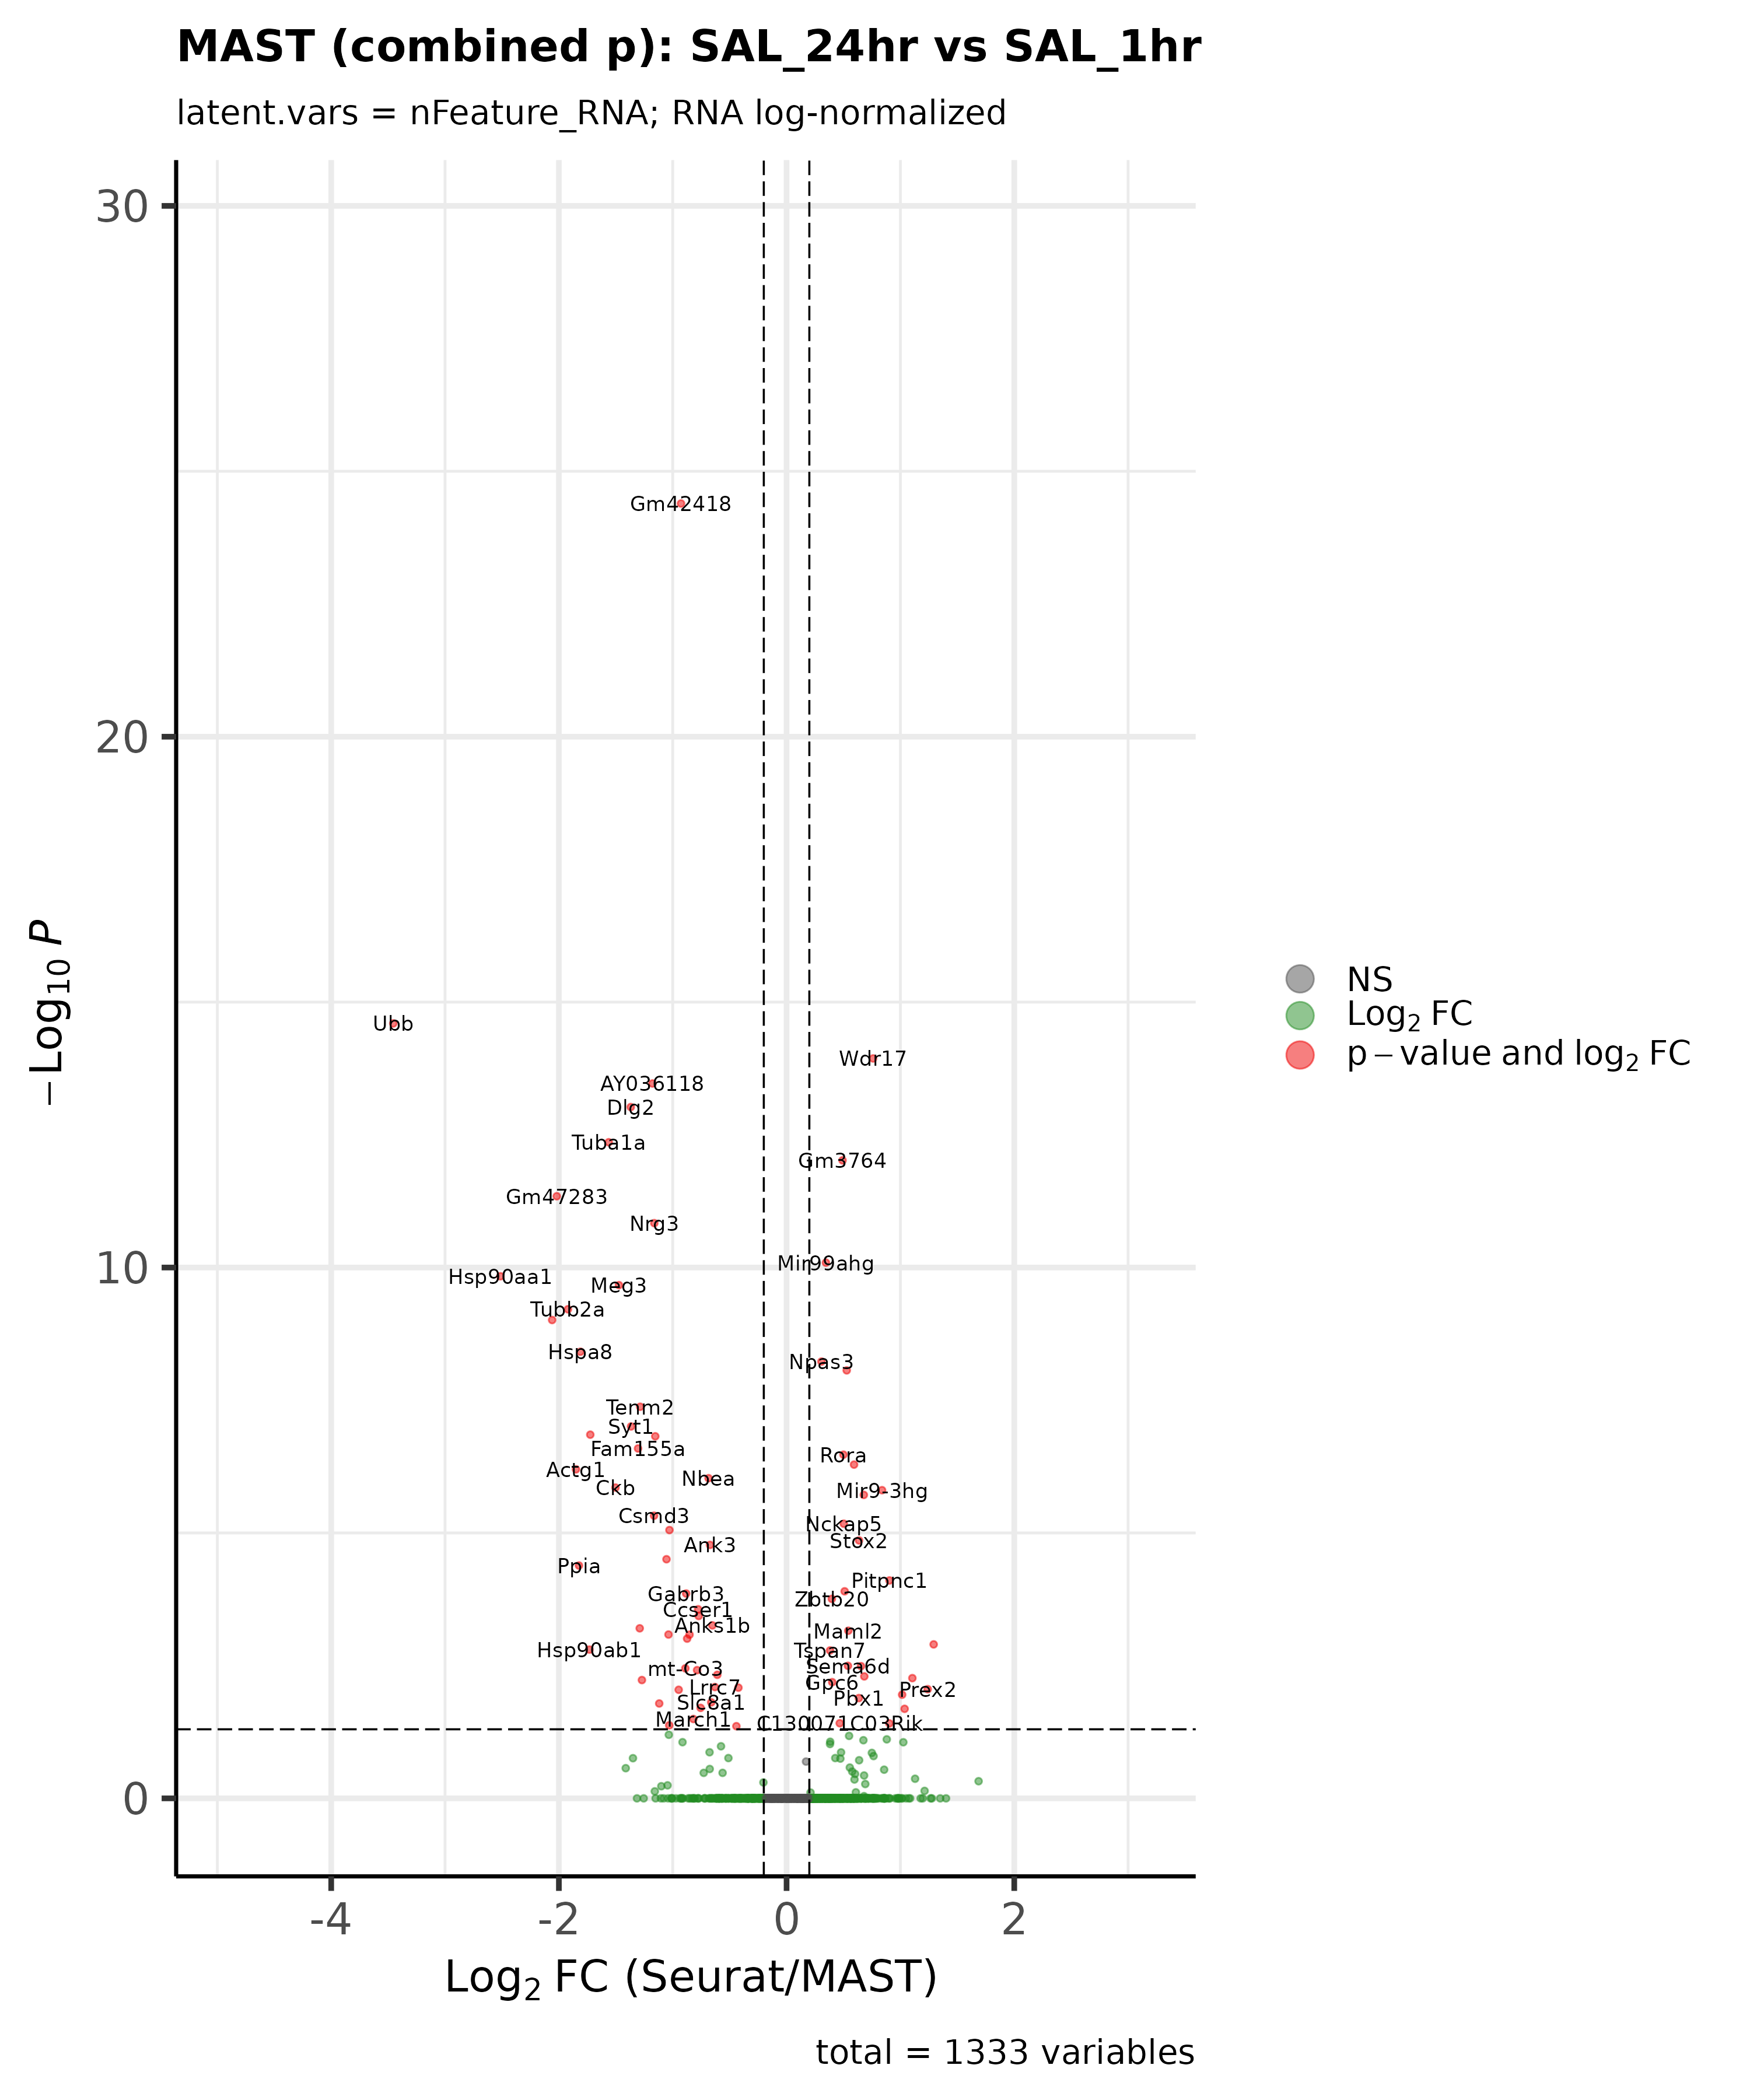 MAST (combined p): SAL_24hr vs SAL_1hr
latent.vars = nFeature_RNA; RNA log-normalized
30
20
10
0
−Log10 P
Gm42418
Ubb
Wdr17
AY036118
Dlg2
Tuba1a
Gm3764
Gm47283
Nrg3
Mir99ahg
Hsp90aa1
Meg3
Tubb2a
Hspa8
Npas3
Tenm2
Syt1
Fam155a
Rora
Actg1
Nbea
Ckb
Mir9-3hg
Csmd3
Nckap5
Stox2
Ank3
Ppia
Pitpnc1
Gabrb3
Zbtb20
Ccser1
Anks1b
Maml2
Hsp90ab1
Tspan7
mt-Co3
Sema6d
Gpc6
Lrrc7
Prex2
Pbx1
Slc8a1
March1
C130071C03Rik
NS
Log2 FC
p − value and log2 FC
-4 -2 0 2
Log2 FC (Seurat/MAST)
total = 1333 variables